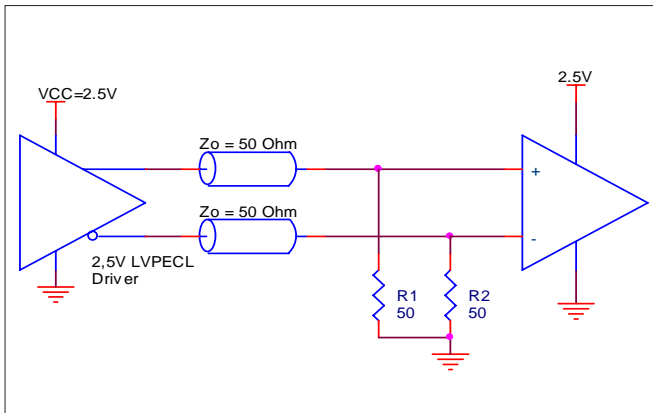 2.5V
VCC=2.5V
Zo = 50 Ohm
+
Zo = 50 Ohm
-
2,5V LVPECL
Driver
R1
50
R2
50